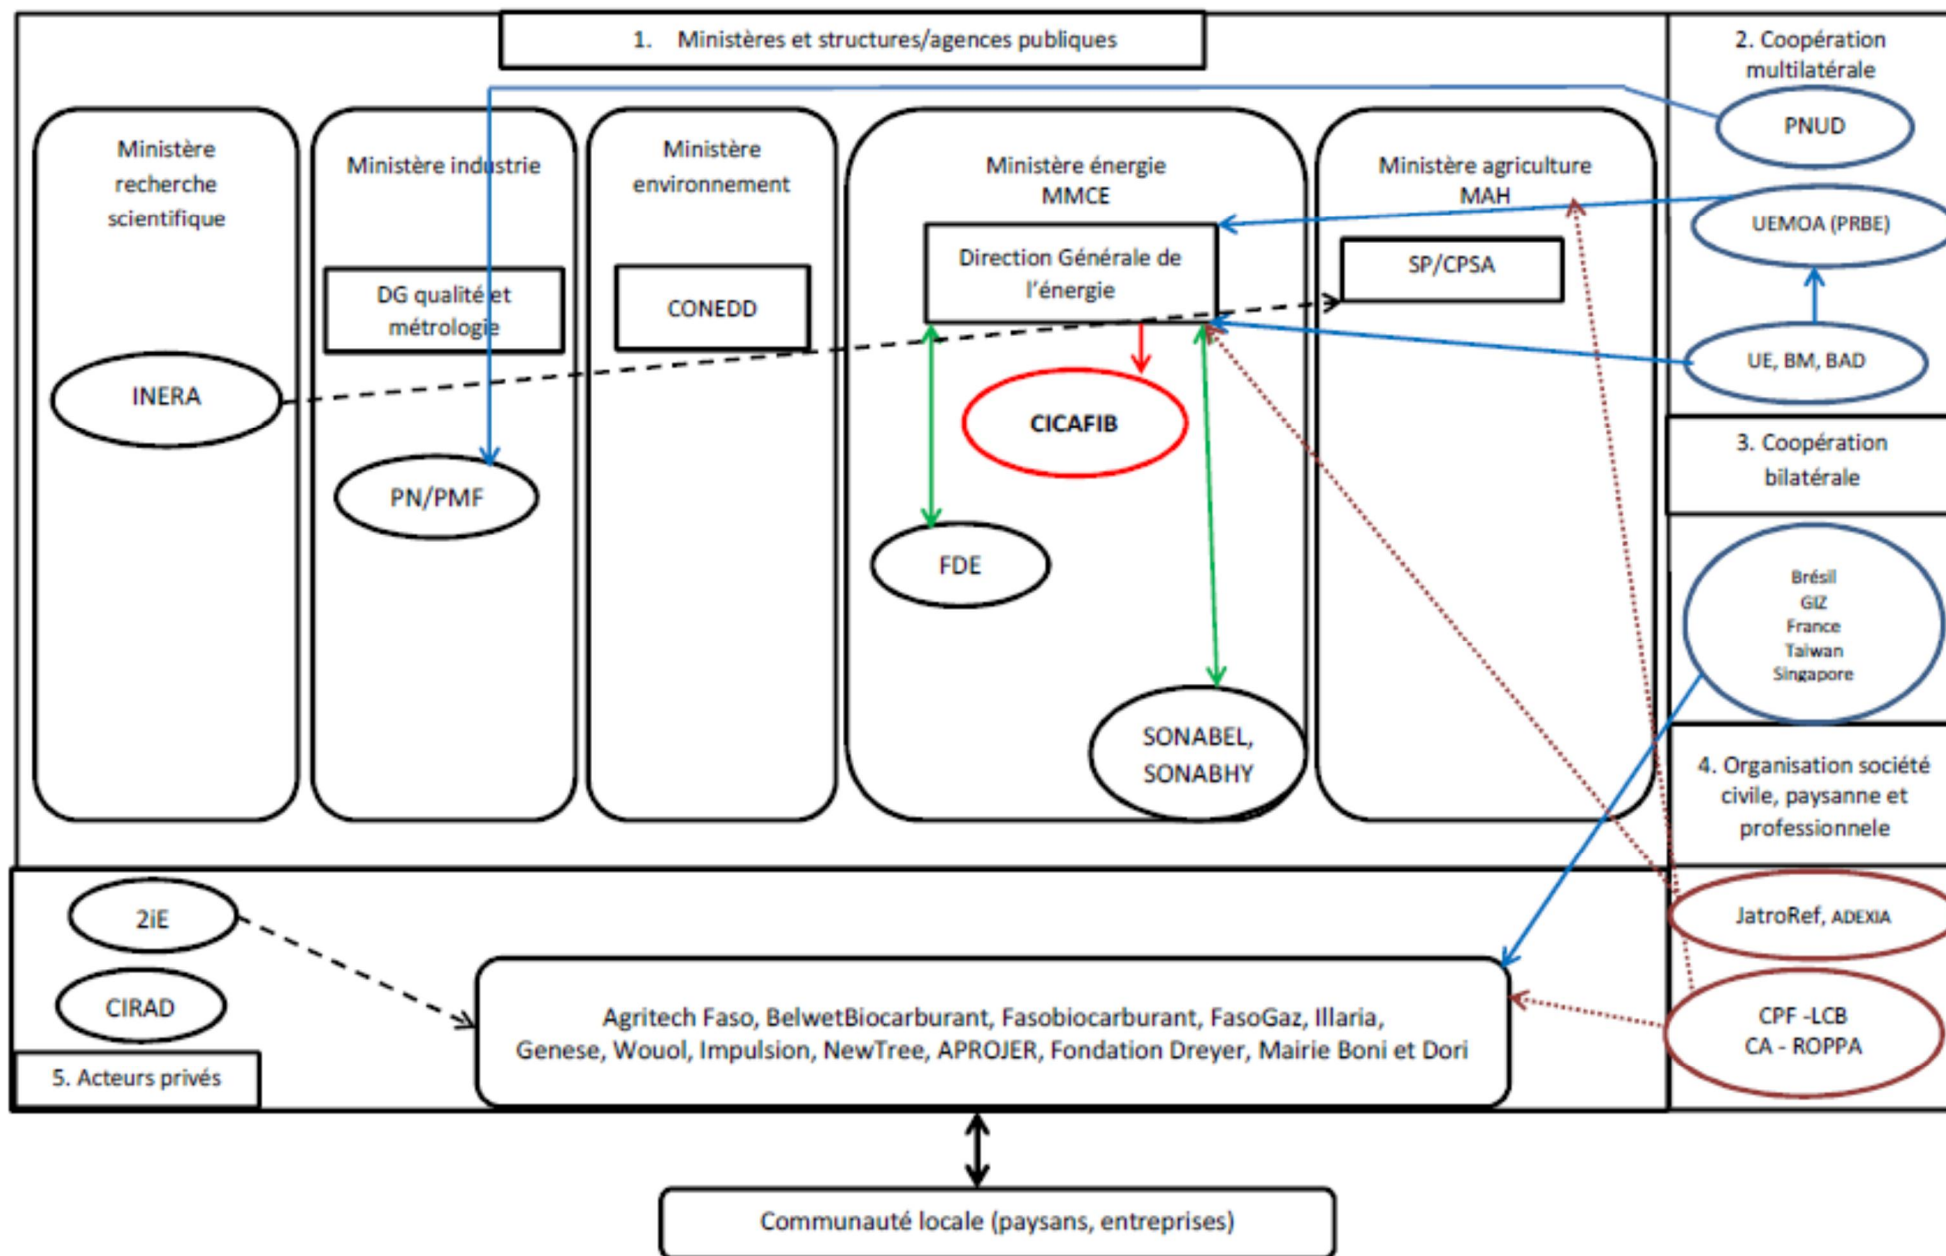 1. Ministères et structures/agences publiques
Ministère
recherche
scientifique
INERA
Ministère industrie
DG qualité et
métrologie
PN/PMF
Ministère
environnement
CONEDD
Ministère énergie
MMCE
Direction Générale de
l'énergie
CICAFIB
FDE
SONABEL,
SONABHY
Ministère agriculture
MAH
SP/CPSA
2. Coopération
multilatérale
PNUD
UEMOA (PRBE)
UE, BM, BAD
3. Coopération
bilatérale
Brésil
GIZ
France
Taiwan
Singapore
4. Organisation société
civile, paysanne et
professionnele
JatroRef, ADEXIA
CPF -LCB
CA - ROPPA
2iE
CIRAD
5. Acteurs privés
Agritech Faso, BelwetBiocarburant, Fasobiocarburant, FasoGaz, Illaria,
Genese, Wouol, Impulsion, NewTree, APROJER, Fondation Dreyer, Mairie Boni et Dori
Communauté locale (paysans, entreprises)